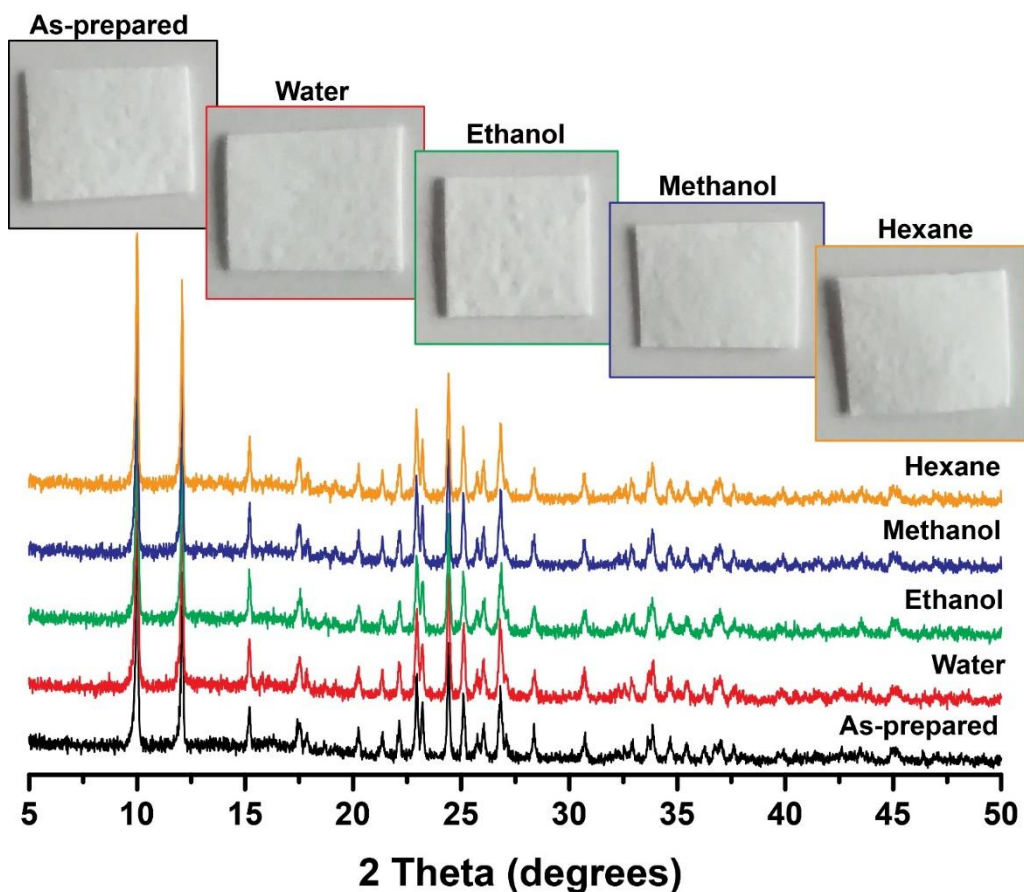 As-prepared
Water
Ethanol
Methanol
Hexane
Hexane
Methanol
Ethanol
Water
As-prepared
5 10 15 20 25 30 35 40 45 50
2 Theta (degrees)